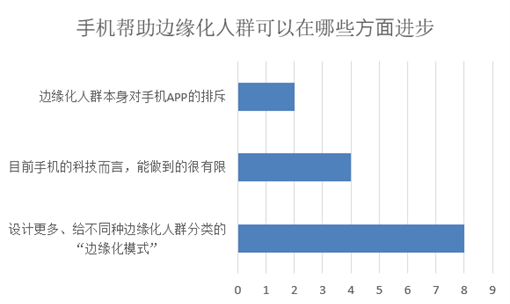 手机帮助边缘化人群可以在哪些方面进步
边缘化人群本身对手机APP的排斥
目前手机的科技而言，能做到的很有限
设计更多、给不同种边缘化人群分类的
“边缘化模式”
0 1 2 3 4 5 6 7 8 9